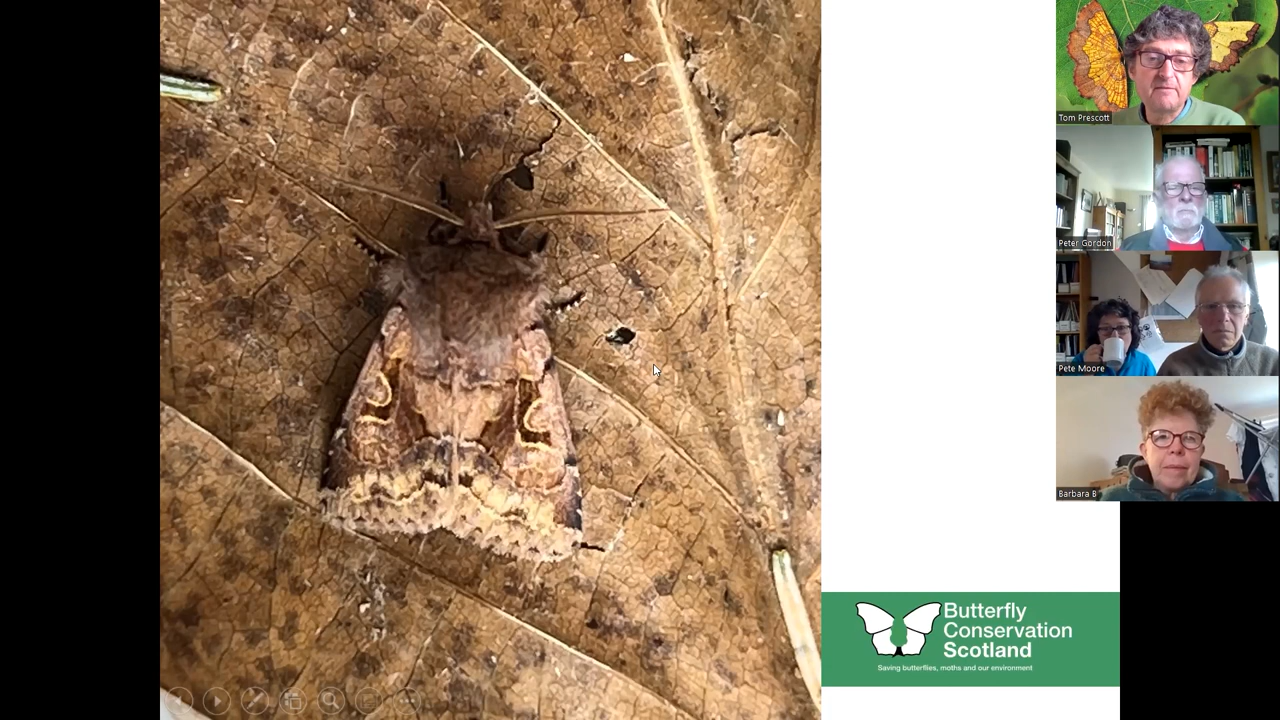 Tom Prescott
Peter Gordon
Pete Moore
Barbara B
Butterfly
Conservation
Scotland
Saving butterflies, moths and our environment